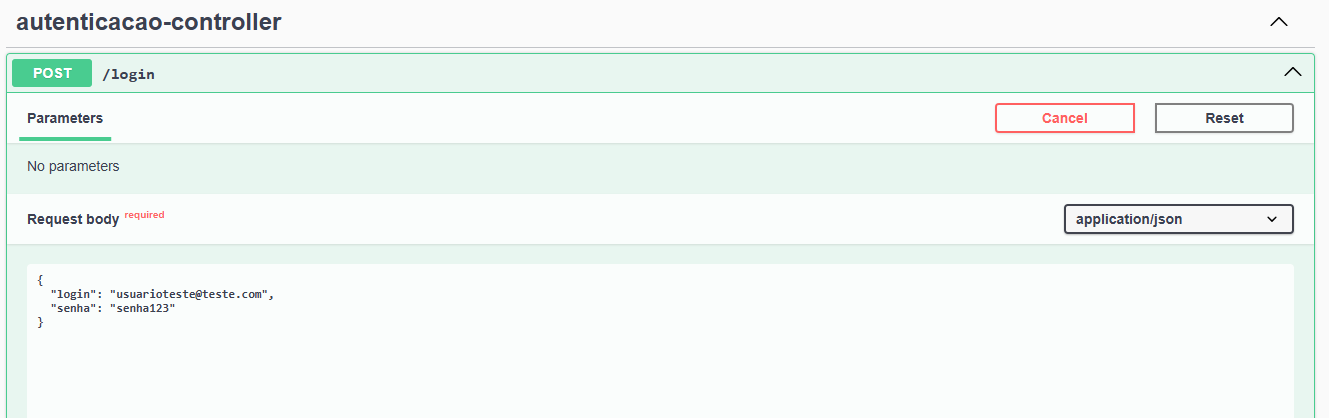 autenticacao-controller
POST /login
Parameters Cancel Reset
No parameters
Request body required application/json
{
"login": "usuarioteste@teste.com",
"senha": "senha123"
}